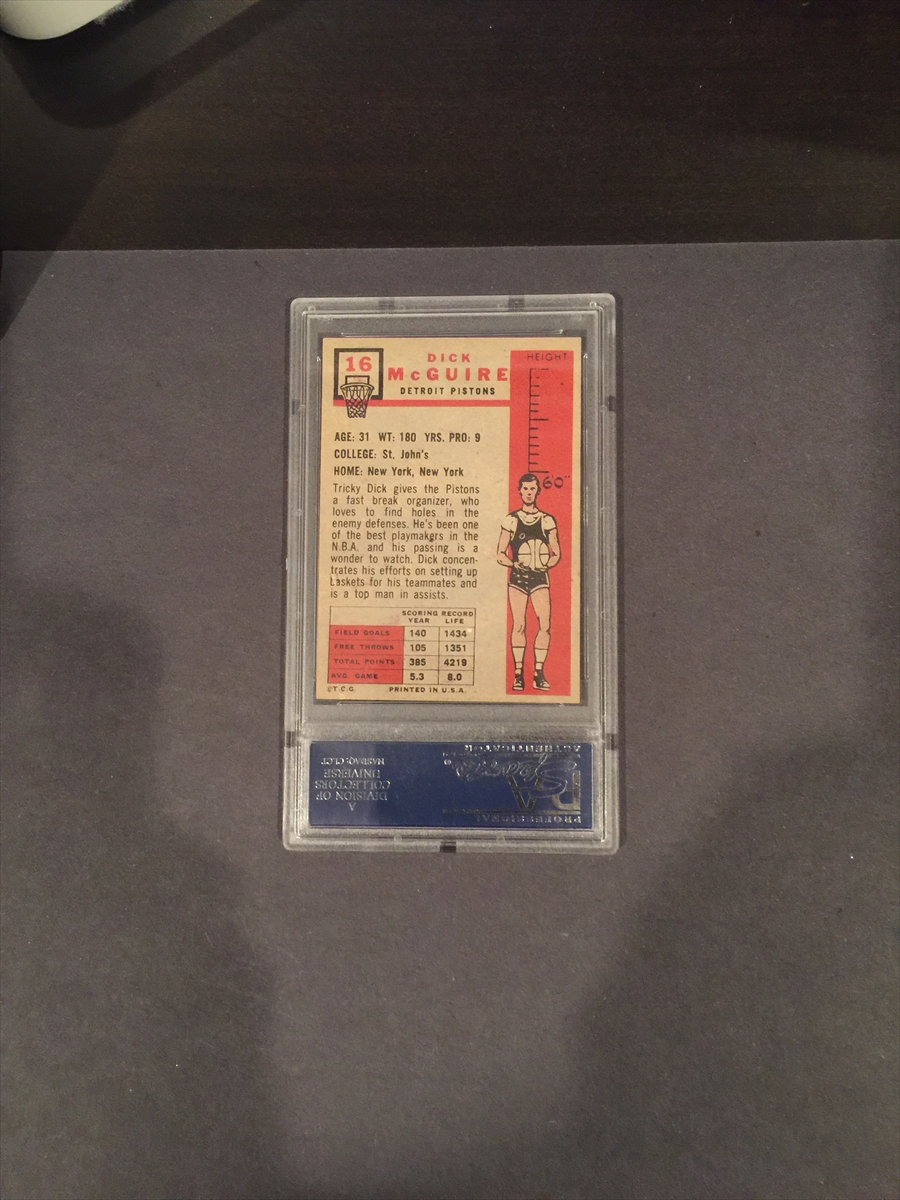 16
DICK
McGUIRE
DETROIT PISTONS
HEIGHT
60"
AGE: 31 WT: 180 YRS. PRO: 9
COLLEGE: St. John's
HOME: New York, New York
Tricky Dick gives the Pistons
a fast break organizer, who
loves to find holes in the
enemy defenses. He's been one
of the best playmakers in the
N.B.A. and his passing is a
wonder to watch. Dick concen-
trates his efforts on setting up
baskets for his teammates and
is a top man in assists.
SCORING RECORD
YEAR LIFE
FIELD GOALS 140 1434
FREE THROWS 105 1351
TOTAL POINTS 385 4219
AVG. GAME 5.3 8.0
©T.C.G. PRINTED IN U.S.A.
PROFESSIONAL
PSA
Sports
AUTHENTICATOR
A
DIVISION OF
COLLECTORS
UNIVERSE
NASDAQ: CLCT